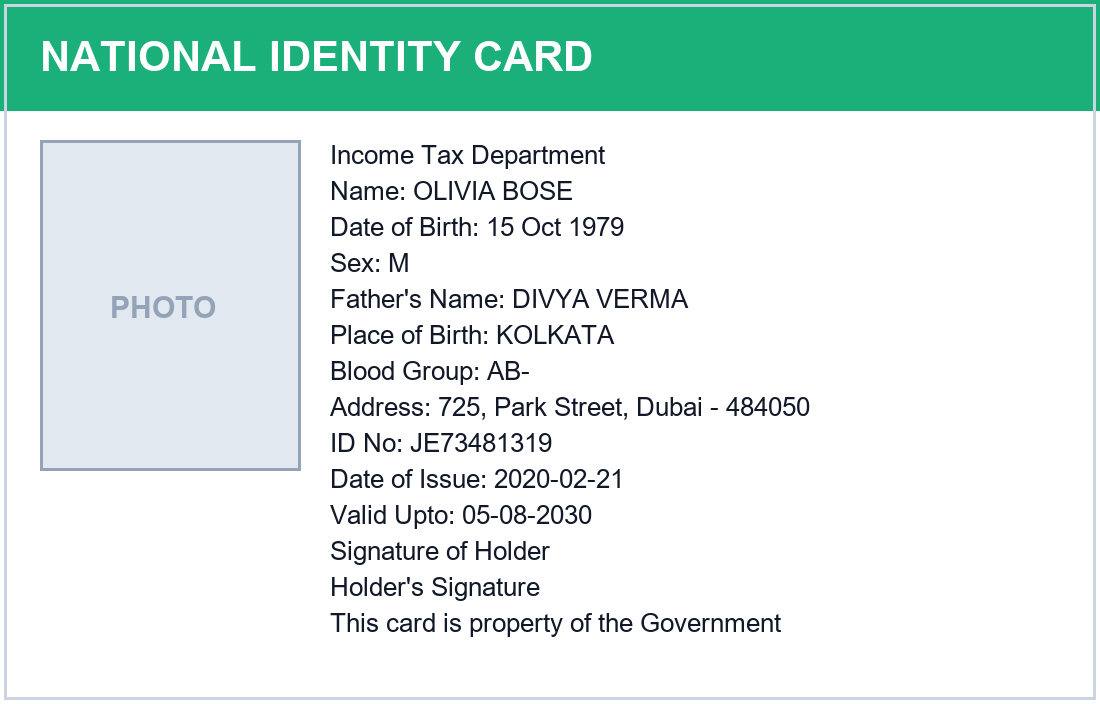 NATIONAL IDENTITY CARD
PHOTO
Income Tax Department
Name: OLIVIA BOSE
Date of Birth: 15 Oct 1979
Sex: M
Father's Name: DIVYA VERMA
Place of Birth: KOLKATA
Blood Group: AB-
Address: 725, Park Street, Dubai - 484050
ID No: JE73481319
Date of Issue: 2020-02-21
Valid Upto: 05-08-2030
Signature of Holder
Holder's Signature
This card is property of the Government